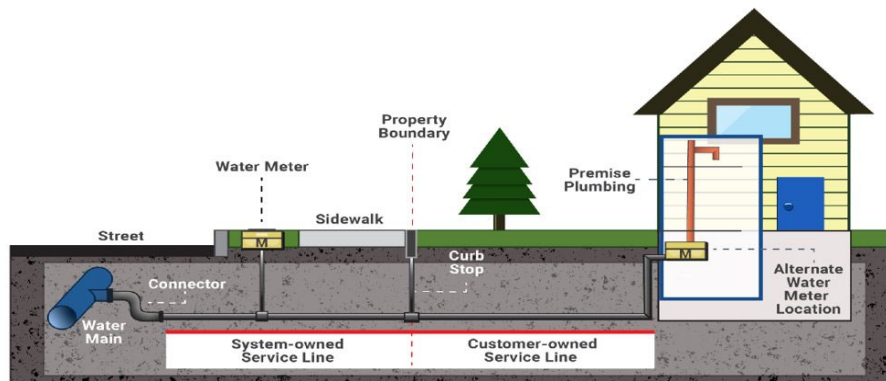 Property
Boundary
Water Meter
Premise
Plumbing
Sidewalk
Street
M
Curb
Stop
M
Connector
Alternate
Water
Meter
Location
Water
Main
System-owned
Service Line
Customer-owned
Service Line